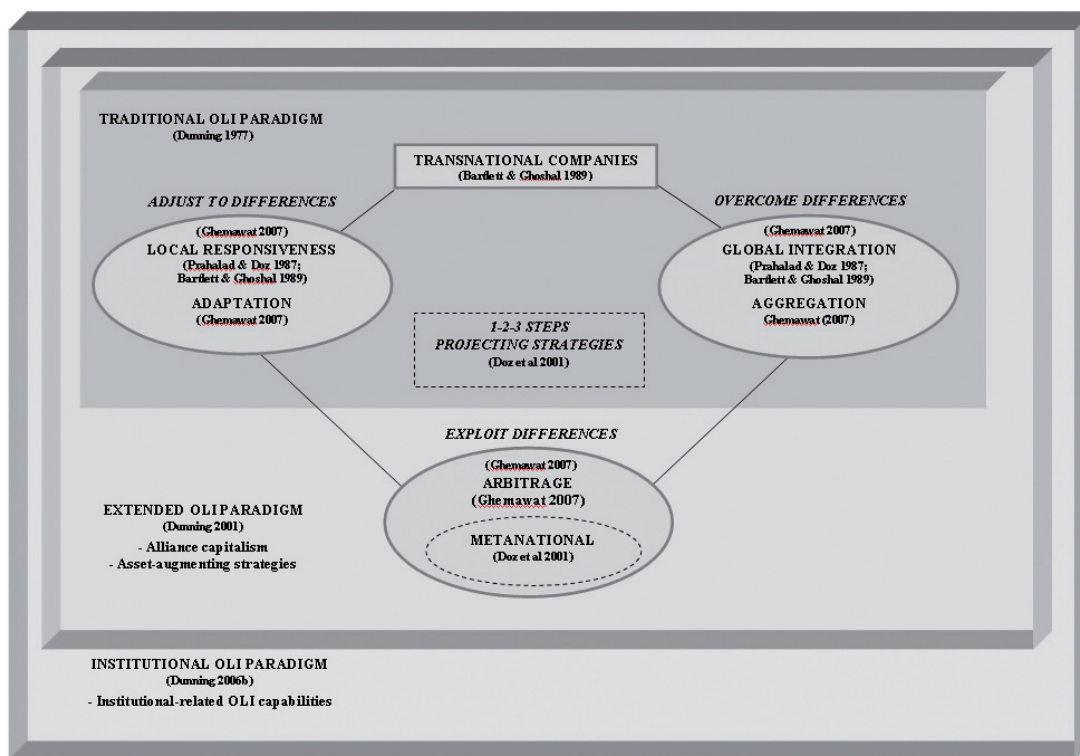 TRADITIONAL OLI PARADIGM
(Dunning 1977)
TRANSNATIONAL COMPANIES
(Bartlett & Ghoshal 1989)
ADJUST TO DIFFERENCES
(Ghemawat 2007)
LOCAL RESPONSIVENESS
(Prahalad & Doz 1987;
Bartlett & Ghoshal 1989)
ADAPTATION
(Ghemawat 2007)
OVERCOME DIFFERENCES
(Ghemawat 2007)
GLOBAL INTEGRATION
(Prahalad & Doz 1987;
Bartlett & Ghoshal 1989)
AGGREGATION
Ghemawat (2007)
1-2-3 STEPS
PROJECTING STRATEGIES
(Doz et al 2001)
EXPLOIT DIFFERENCES
(Ghemawat 2007)
ARBITRAGE
(Ghemawat 2007)
METANATIONAL
(Doz et al 2001)
EXTENDED OLI PARADIGM
(Dunning 2001)
- Alliance capitalism
- Asset-augmenting strategies
INSTITUTIONAL OLI PARADIGM
(Dunning 2006b)
- Institutional-related OLI capabilities